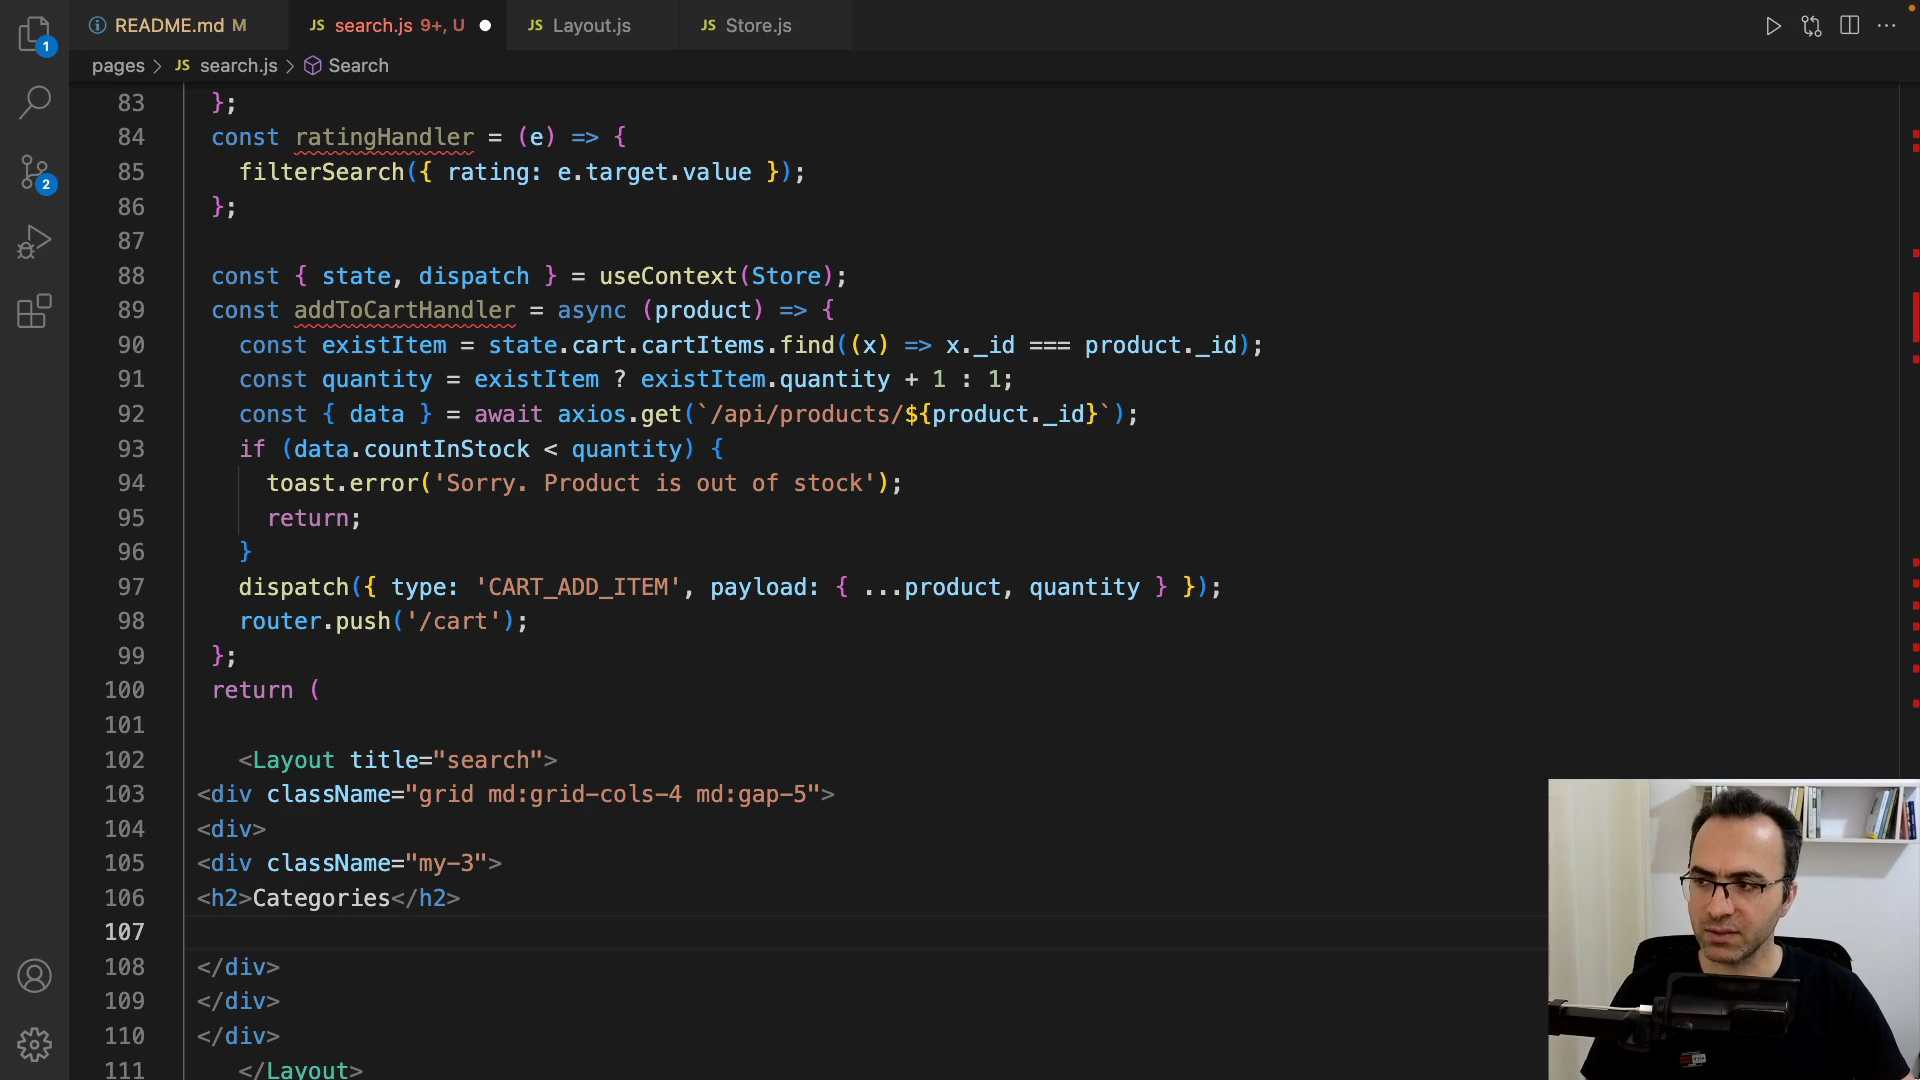 README.md M
JS search.js 9+, U
JS Layout.js
JS Store.js
pages > JS search.js > Search
1
2
83 };
84 const ratingHandler = (e) => {
85 filterSearch({ rating: e.target.value });
86 };
87
88 const { state, dispatch } = useContext(Store);
89 const addToCartHandler = async (product) => {
90 const existItem = state.cart.cartItems.find((x) => x._id === product._id);
91 const quantity = existItem ? existItem.quantity + 1 : 1;
92 const { data } = await axios.get(`/api/products/${product._id}`);
93 if (data.countInStock < quantity) {
94 toast.error('Sorry. Product is out of stock');
95 return;
96 }
97 dispatch({ type: 'CART_ADD_ITEM', payload: { ...product, quantity } });
98 router.push('/cart');
99 };
100 return (
101
102 <Layout title="search">
103 <div className="grid md:grid-cols-4 md:gap-5">
104 <div>
105 <div className="my-3">
106 <h2>Categories</h2>
107
108 </div>
109 </div>
110 </div>
111 </Layout>